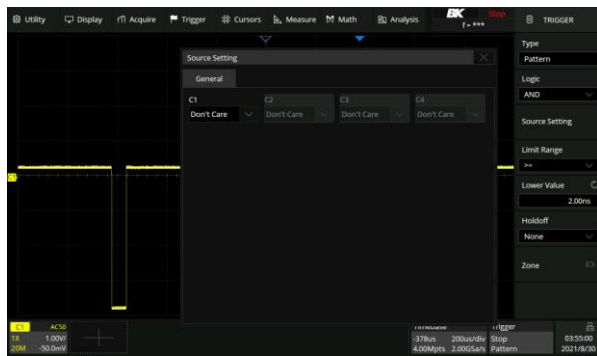 Utility Display Acquire Trigger Cursors Measure Math Analysis BK Stop TRIGGER
f = ***
Source Setting
General
C1 C2 C3 C4
Don't Care Don't Care Don't Care Don't Care
Type
Pattern
Logic
AND
Source Setting
Limit Range
>=
Lower Value
2.00ns
Holdoff
None
Zone
C1
C1 AC50
1X 1.00V/
20M -50.0mV
Timebase
-378us 200us/div
4.00Mpts 2.00GSa/s
Trigger
Stop
Pattern
03:55:00
2021/8/30